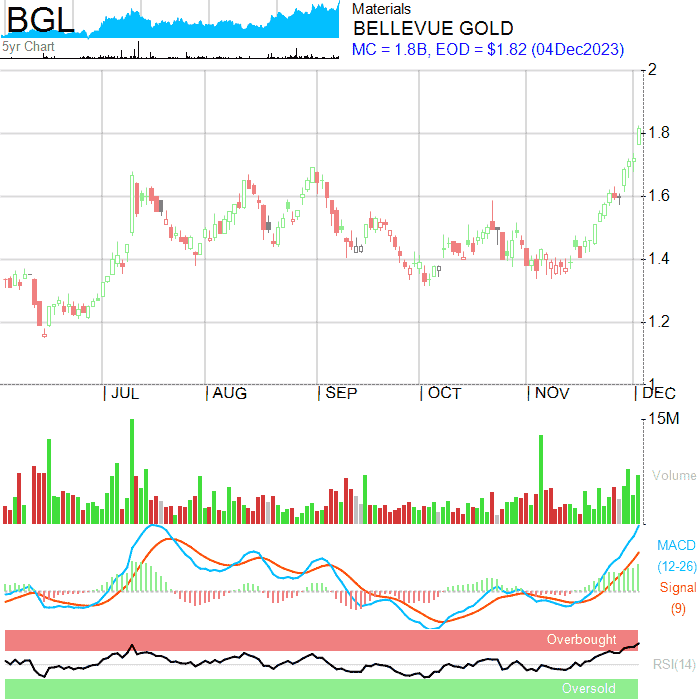 BGL
5yr Chart
Materials
BELLEVUE GOLD
MC = 1.8B, EOD = $1.82 (04Dec2023)
2
1.8
1.6
1.4
1.2
1
JUL AUG SEP OCT NOV DEC
15M
Volume
MACD
(12-26)
Signal
(9)
Overbought
RSI(14)
Oversold